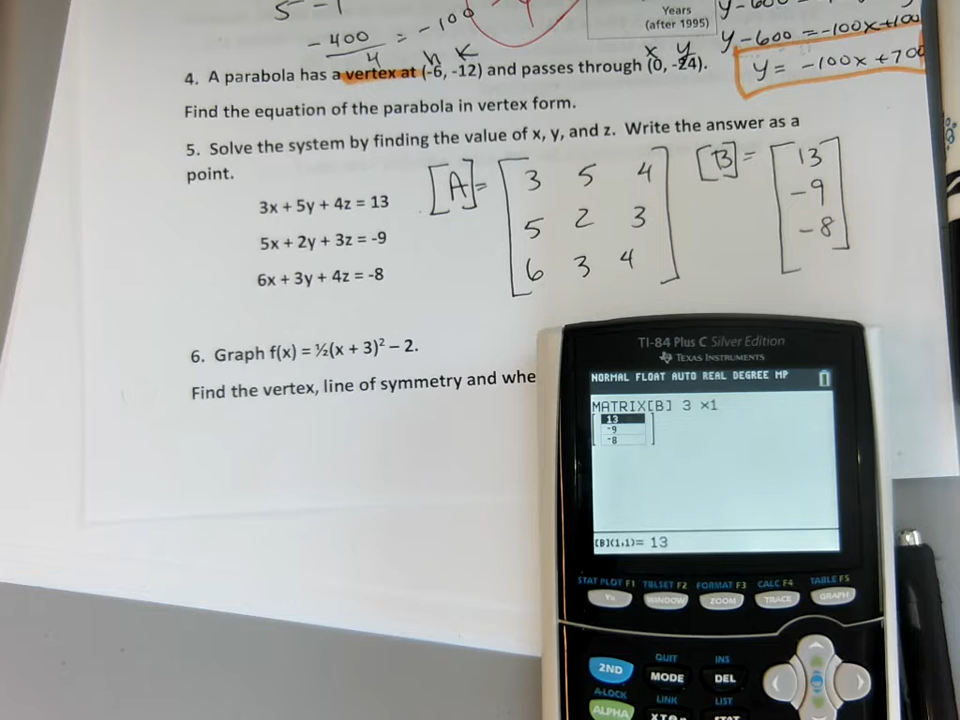 5 -1
-400 = -100
4
Years
(after 1995)
y-600 = -100x+100
y = -100x +700
h K
x y
4. A parabola has a vertex at (-6, -12) and passes through (0, -24).
Find the equation of the parabola in vertex form.
5. Solve the system by finding the value of x, y, and z. Write the answer as a
point.
3x + 5y + 4z = 13
5x + 2y + 3z = -9
6x + 3y + 4z = -8
[A]= 3 5 4
5 2 3
6 3 4
[B]= 13
-9
-8
6. Graph f(x) = ½(x + 3)² – 2.
Find the vertex, line of symmetry and whe
TI-84 Plus C Silver Edition
TEXAS INSTRUMENTS
NORMAL FLOAT AUTO REAL DEGREE MP
MATRIX[B] 3 ×1
[ 13 ]
-9
-8
[B](1,1)= 13
STAT PLOT F1 TBLSET F2 FORMAT F3 CALC F4 TABLE F5
Y= WINDOW ZOOM TRACE GRAPH
QUIT INS
2ND MODE DEL
A-LOCK LINK LIST
ALPHA X,T,θ,n STAT